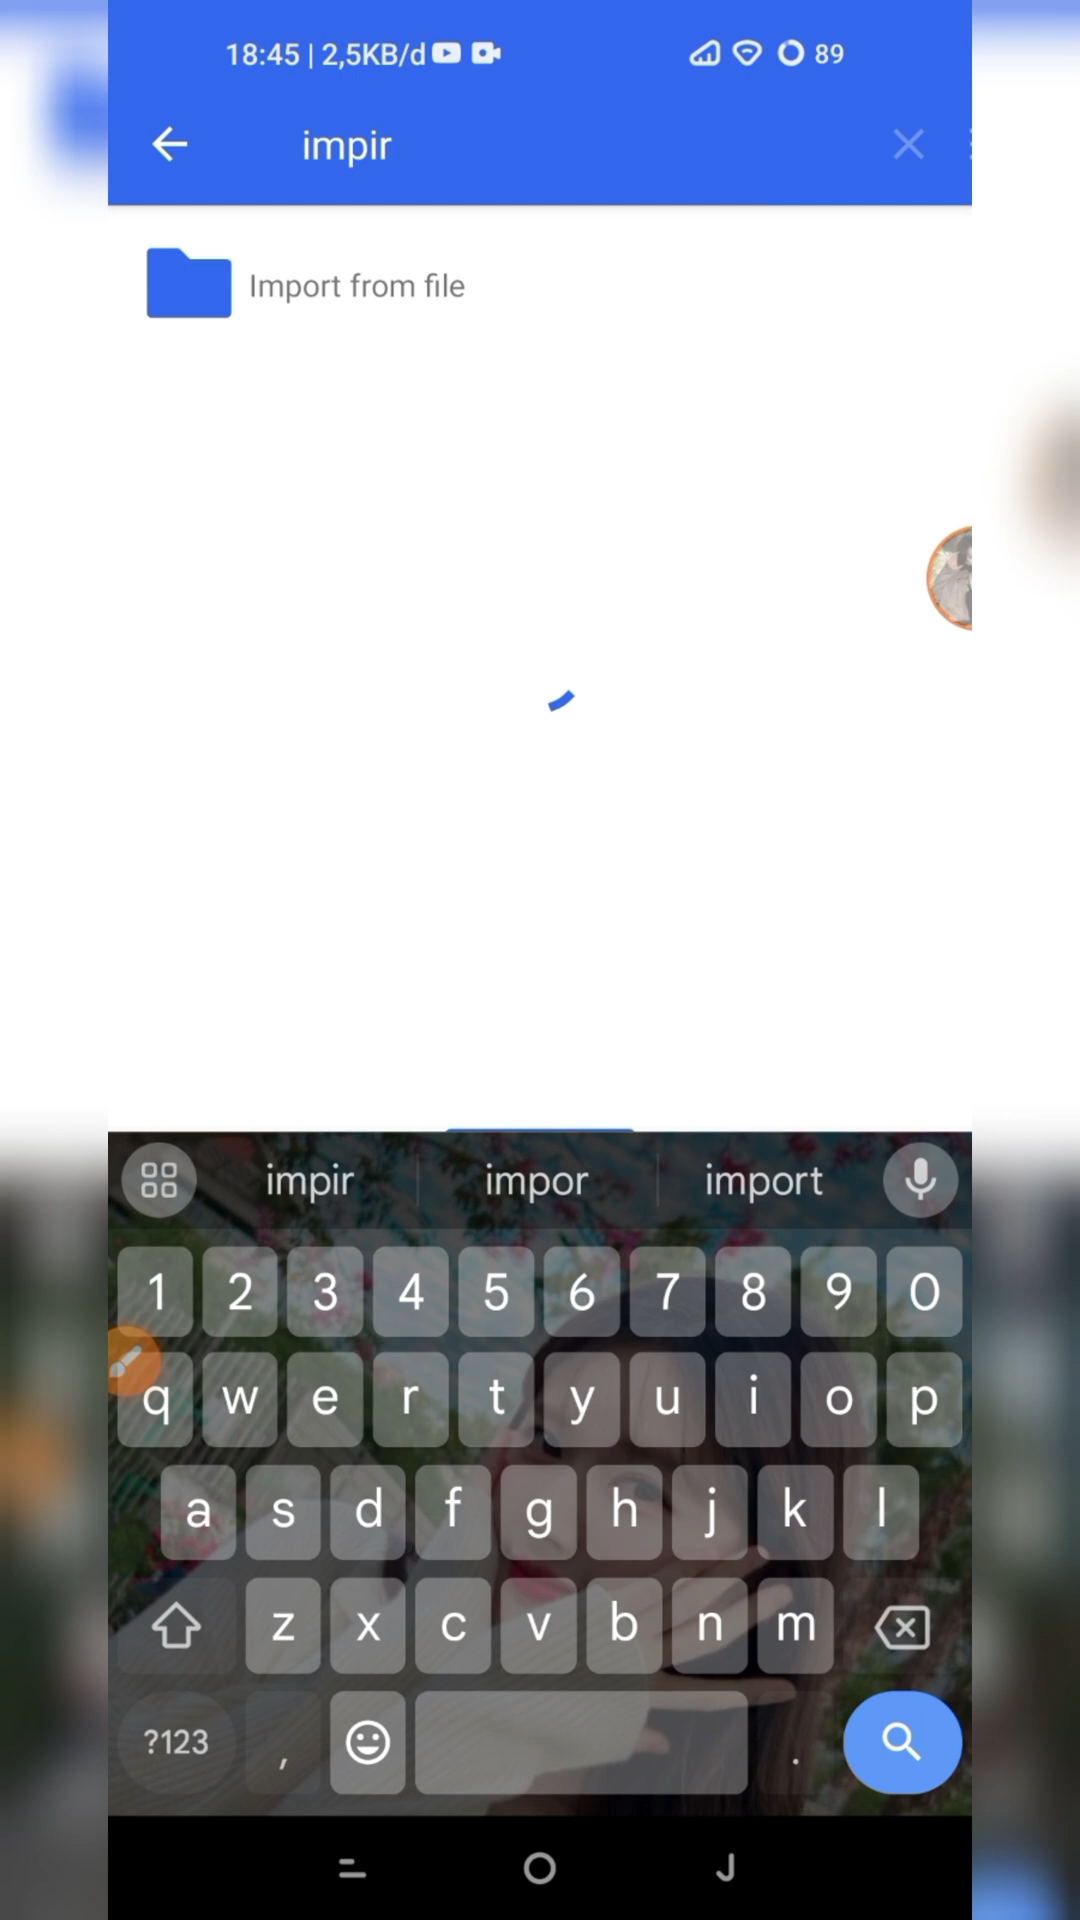 18:45 | 2,5KB/d 89
impir
Import from file
impir impor import
1 2 3 4 5 6 7 8 9 0
q w e r t y u i o p
a s d f g h j k l
z x c v b n m
?123 , .